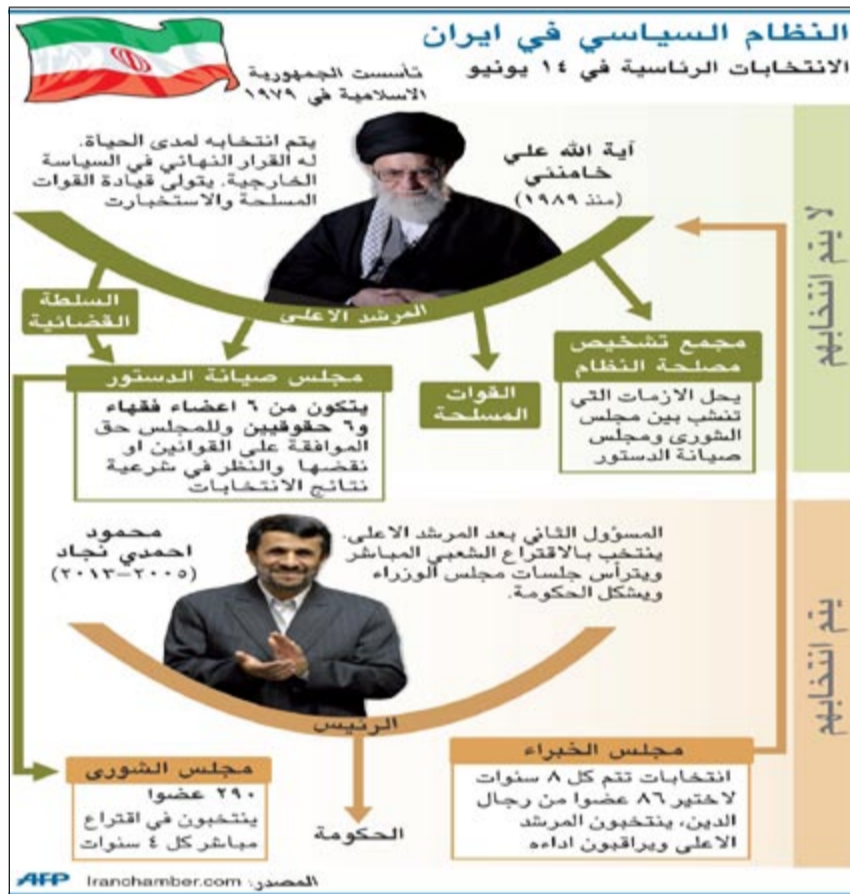 النظام السياسي في ايران
الانتخابات الرئاسية في ١٤ يونيو
تأسست الجمهورية
الاسلامية في ١٩٧٩
لا يتم انتخابهم
آية الله علي
خامنئي
(منذ ١٩٨٩)
يتم انتخابه لمدى الحياة.
له القرار النهائي في السياسة
الخارجية. يتولى قيادة القوات
المسلحة والاستخبارت
المرشد الاعلى
مجمع تشخيص
مصلحة النظام
يحل الازمات التي
تنشب بين مجلس
الشورى ومجلس
صيانة الدستور
القوات
المسلحة
السلطة
القضائية
مجلس صيانة الدستور
يتكون من ٦ اعضاء فقهاء
و٦ حقوقيين وللمجلس حق
الموافقة على القوانين او
نقضها والنظر في شرعية
نتائج الانتخابات
يتم انتخابهم
المسؤول الثاني بعد المرشد الاعلى.
ينتخب بالاقتراع الشعبي المباشر
ويترأس جلسات مجلس الوزراء
ويشكل الحكومة.
محمود
احمدي نجاد
(٢٠٠٥-٢٠١٣)
الرئيس
مجلس الخبراء
انتخابات تتم كل ٨ سنوات
لاختير ٨٦ عضوا من رجال
الدين، ينتخبون المرشد
الاعلى ويراقبون اداءه
الحكومة
مجلس الشورى
٢٩٠ عضوا
ينتخبون في اقتراع
مباشر كل ٤ سنوات
المصدر: Iranchamber.com
AFP